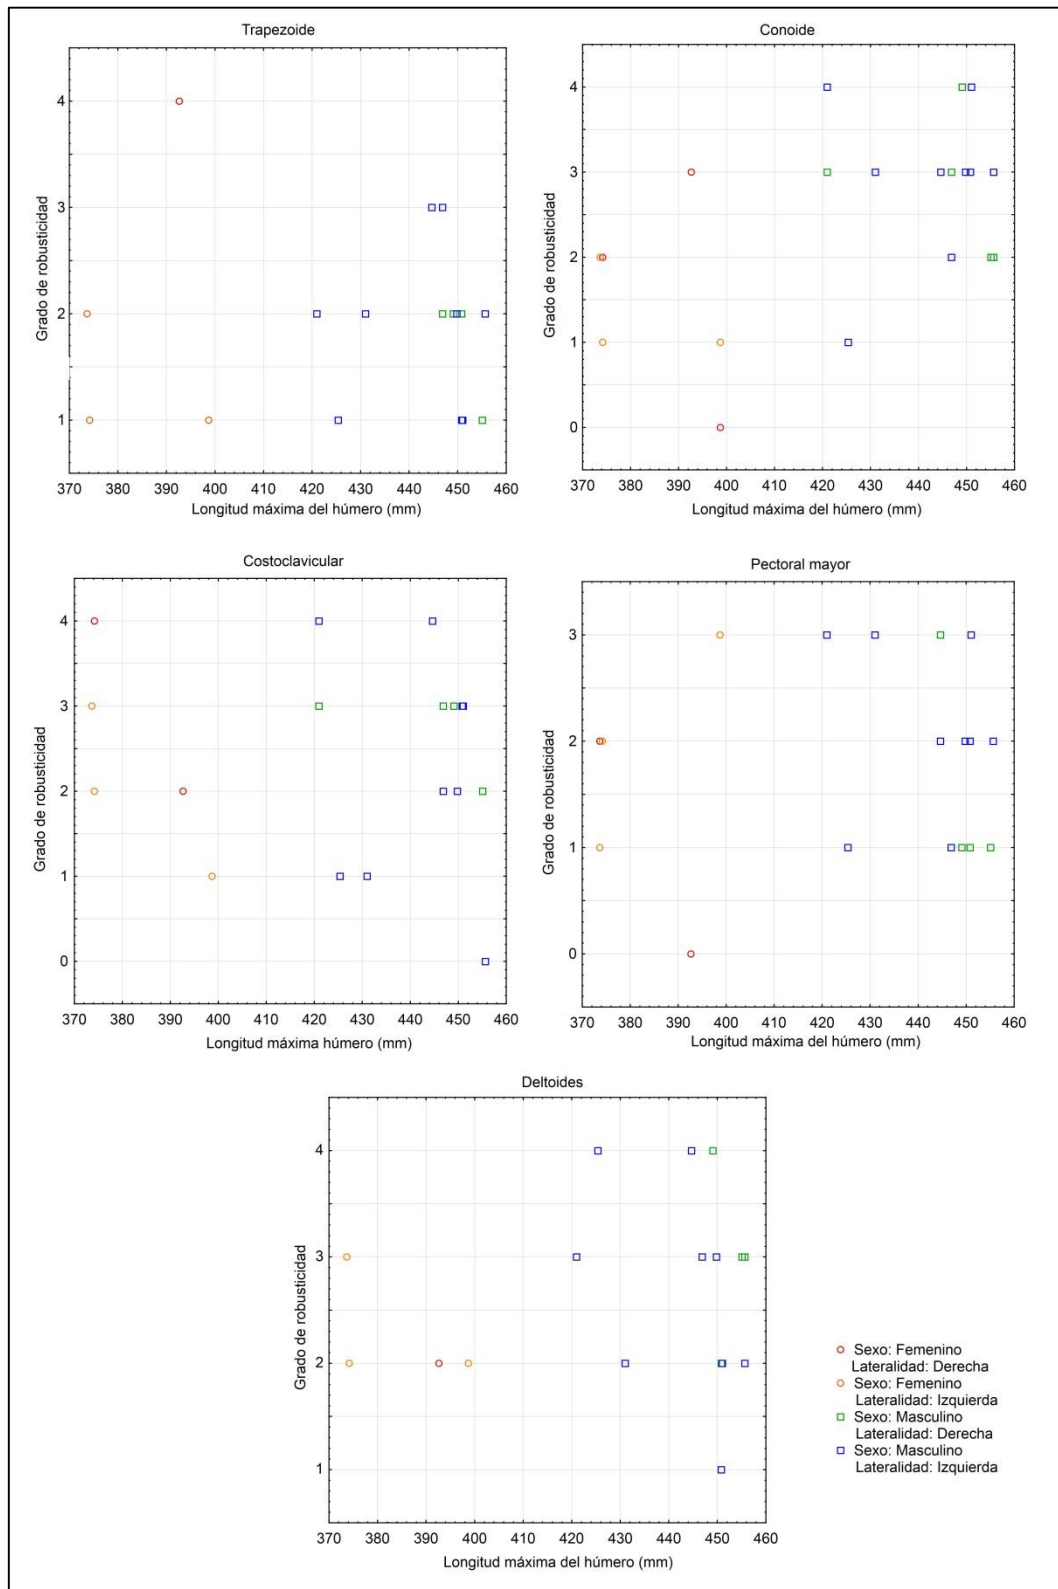 Trapezoide
Grado de robusticidad
4
3
2
1
370 380 390 400 410 420 430 440 450 460
Longitud máxima del húmero (mm)
Conoide
Grado de robusticidad
4
3
2
1
0
370 380 390 400 410 420 430 440 450 460
Longitud máxima del húmero (mm)
Costoclavicular
Grado de robusticidad
4
3
2
1
0
370 380 390 400 410 420 430 440 450 460
Longitud máxima húmero (mm)
Pectoral mayor
Grado de robusticidad
3
2
1
0
370 380 390 400 410 420 430 440 450 460
Longitud máxima del húmero (mm)
Deltoides
Grado de robusticidad
4
3
2
1
370 380 390 400 410 420 430 440 450 460
Longitud máxima del húmero (mm)
Sexo: Femenino
Lateralidad: Derecha
Sexo: Femenino
Lateralidad: Izquierda
Sexo: Masculino
Lateralidad: Derecha
Sexo: Masculino
Lateralidad: Izquierda